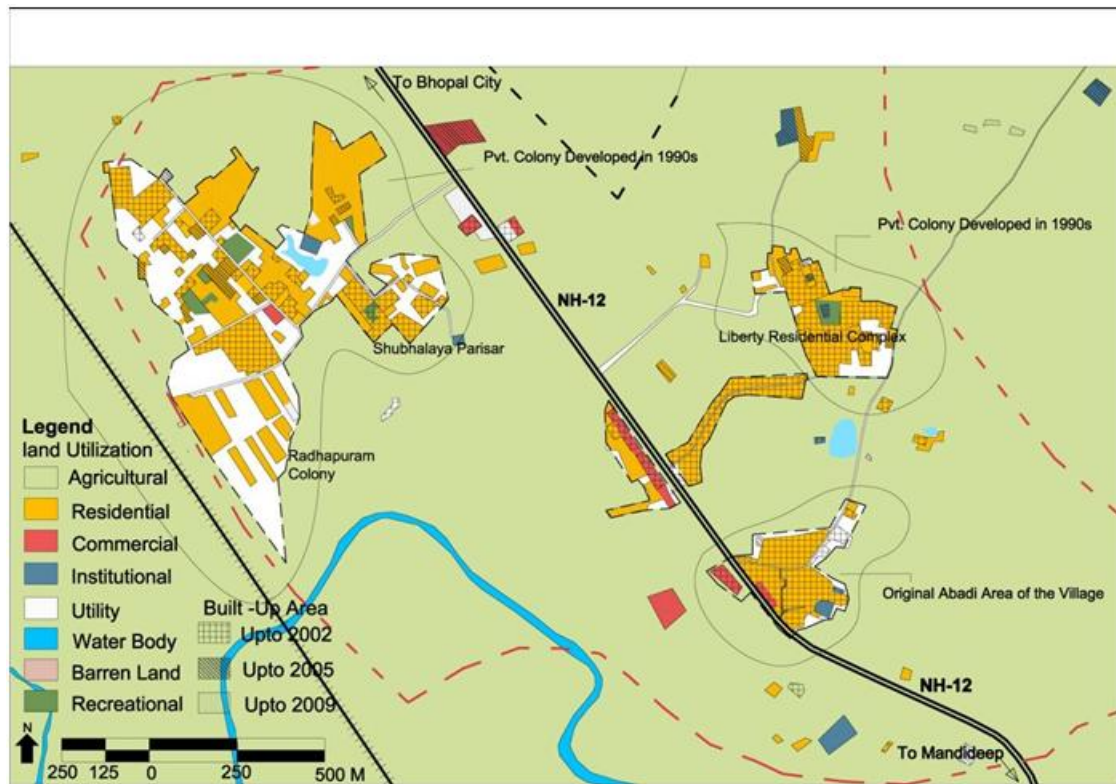 To Bhopal City
Pvt. Colony Developed in 1990s
Pvt. Colony Developed in 1990s
NH-12
Liberty Residential Complex
Shubhalaya Parisar
Radhapuram
Colony
Original Abadi Area of the Village
NH-12
To Mandideep
Legend
land Utilization
Agricultural
Residential
Commercial
Institutional
Utility
Water Body
Barren Land
Recreational
Built -Up Area
Upto 2002
Upto 2005
Upto 2009
N
250 125 0 250 500 M